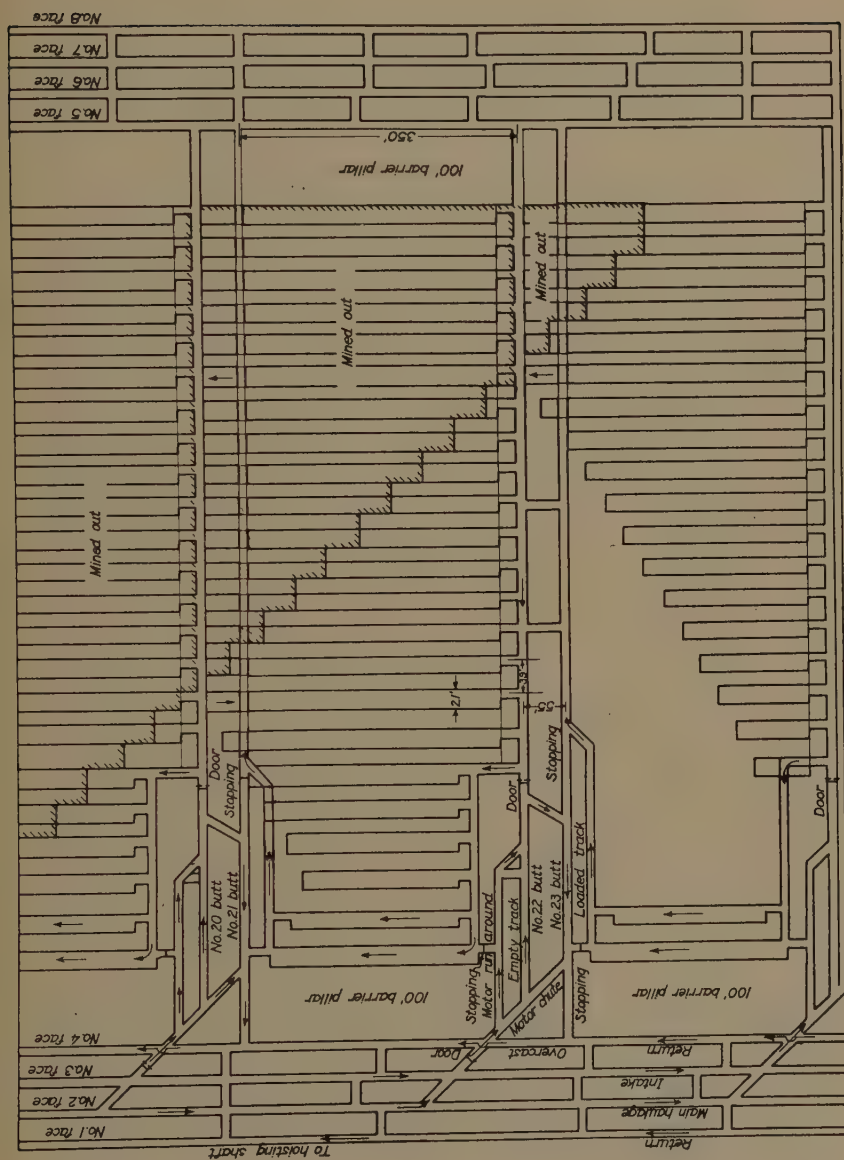 No.8 face
No.7 face
No.6 face
No.5 face
350'
100' barrier pillar
Mined out
Mined out
Mined out
21'
39'
55'
Door
Stopping
Door
Stopping
Door
No.20 butt
No.21 butt
Stopping
Motor run around
Empty track
No.22 butt
No.23 butt
Loaded track
Motor chute
Stopping
100' barrier pillar
100' barrier pillar
No.4 face
No.3 face
No.2 face
No.1 face
Door
Overcast
Return
Intake
Main haulage
Return
To hoisting shaft